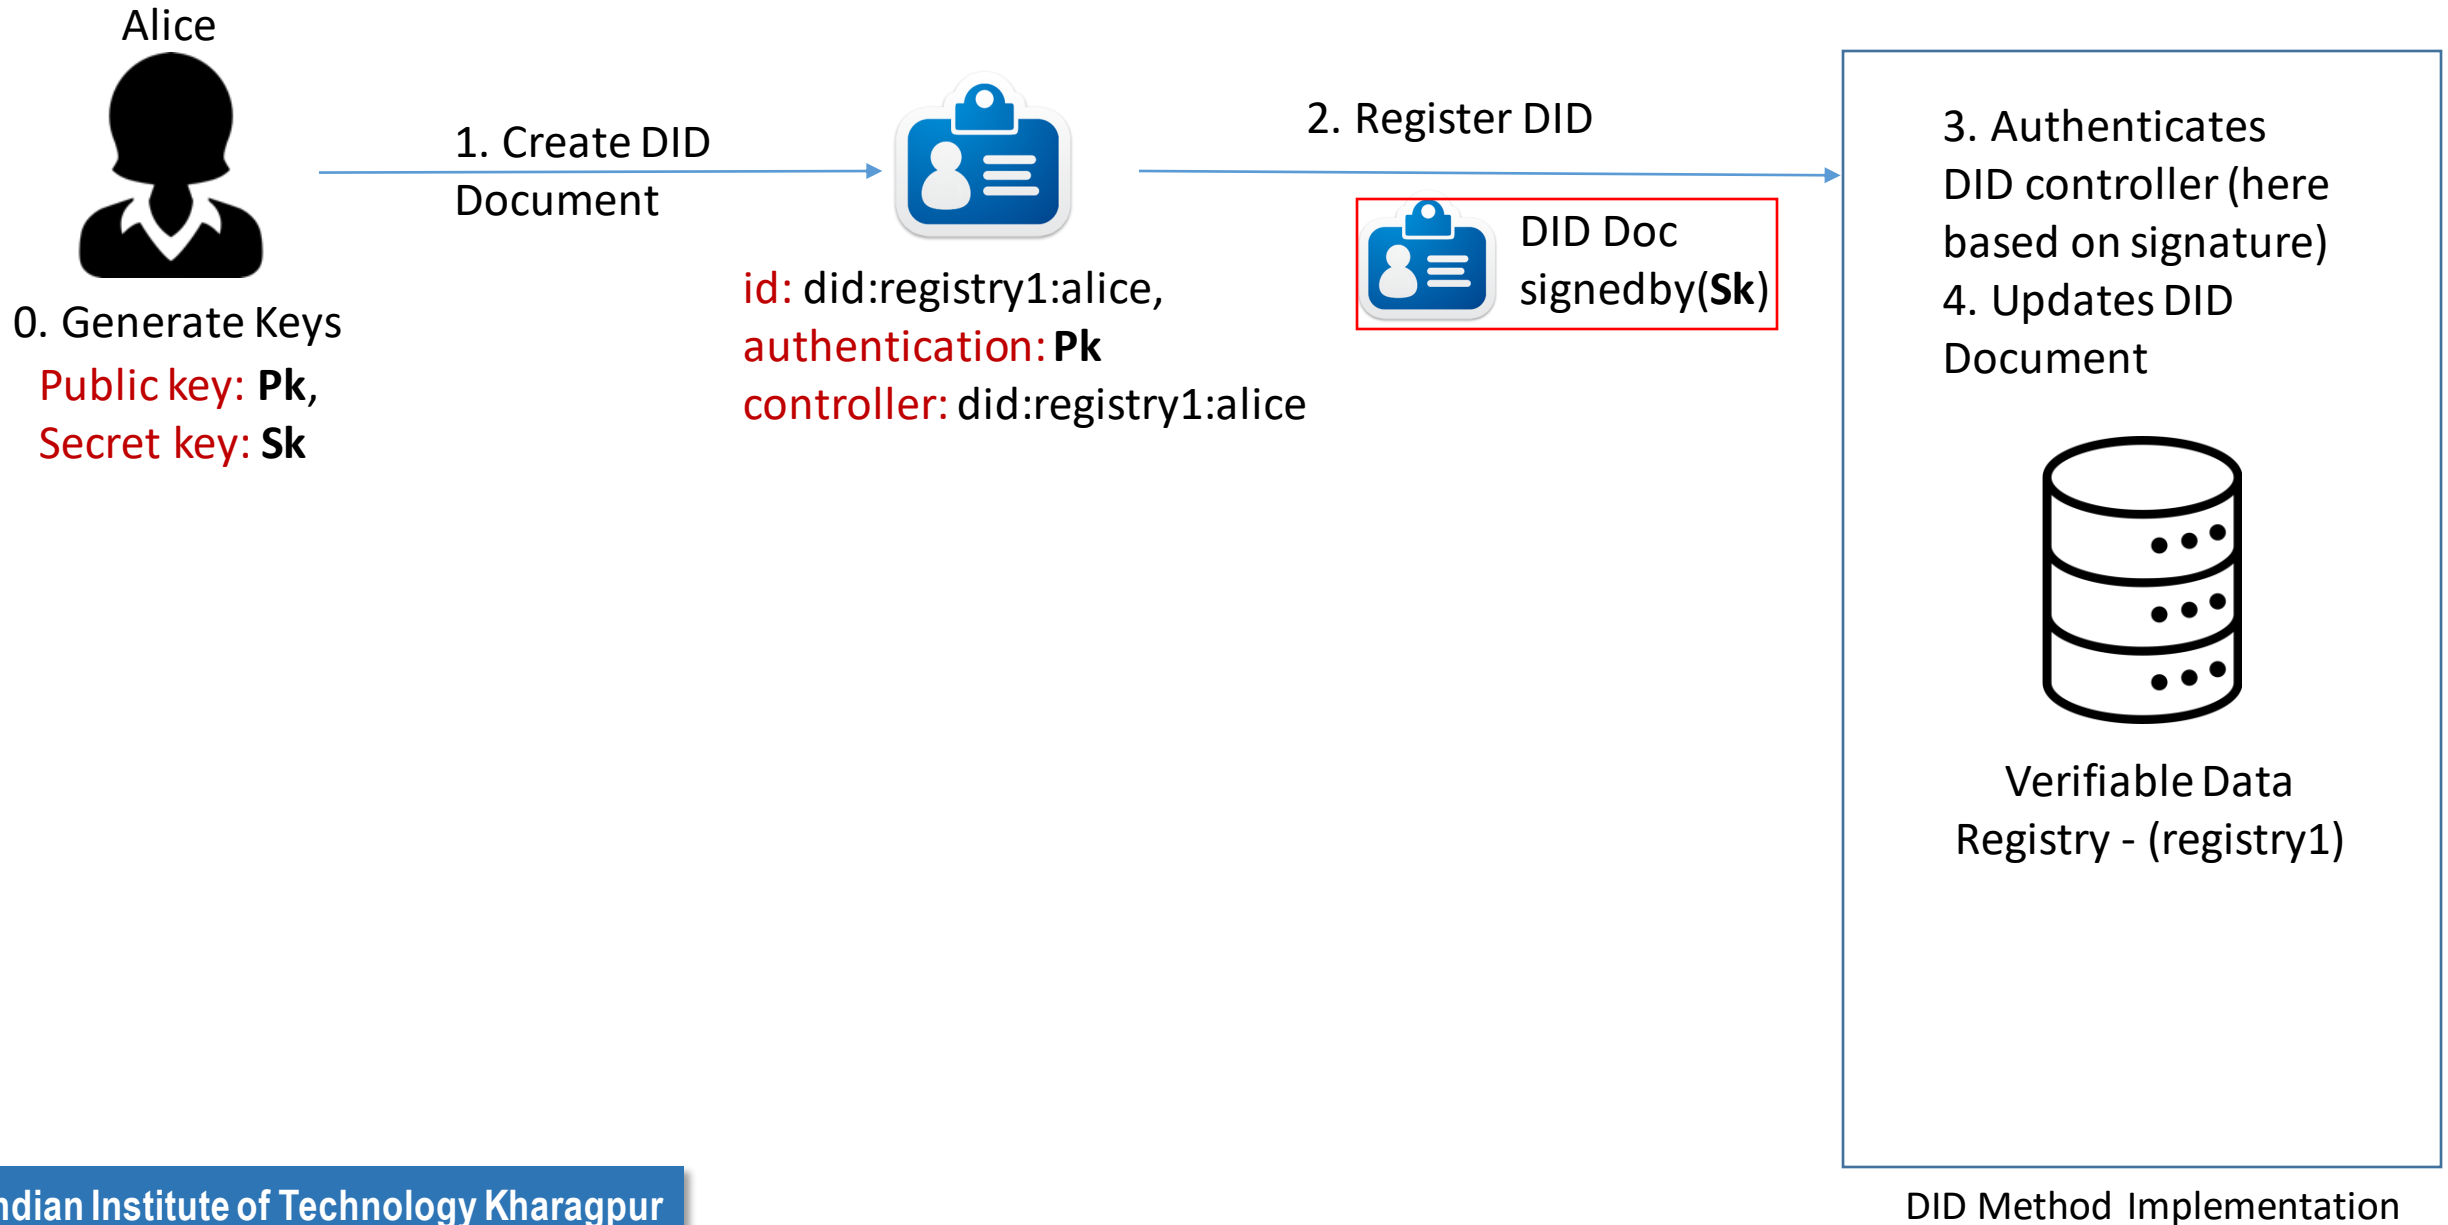 Alice
0. Generate Keys
Public key: Pk,
Secret key: Sk
1. Create DID
Document
id: did:registry1:alice,
authentication: Pk
controller: did:registry1:alice
2. Register DID
DID Doc
signedby(Sk)
3. Authenticates
DID controller (here
based on signature)
4. Updates DID
Document
Verifiable Data
Registry - (registry1)
DID Method Implementation
ndian Institute of Technology Kharagpur